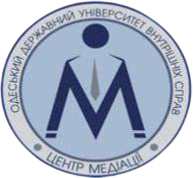 ОДЕСЬКИЙ ДЕРЖАВНИЙ УНІВЕРСИТЕТ ВНУТРІШНІХ СПРАВ
М
ЦЕНТР МЕДІАЦІЇ